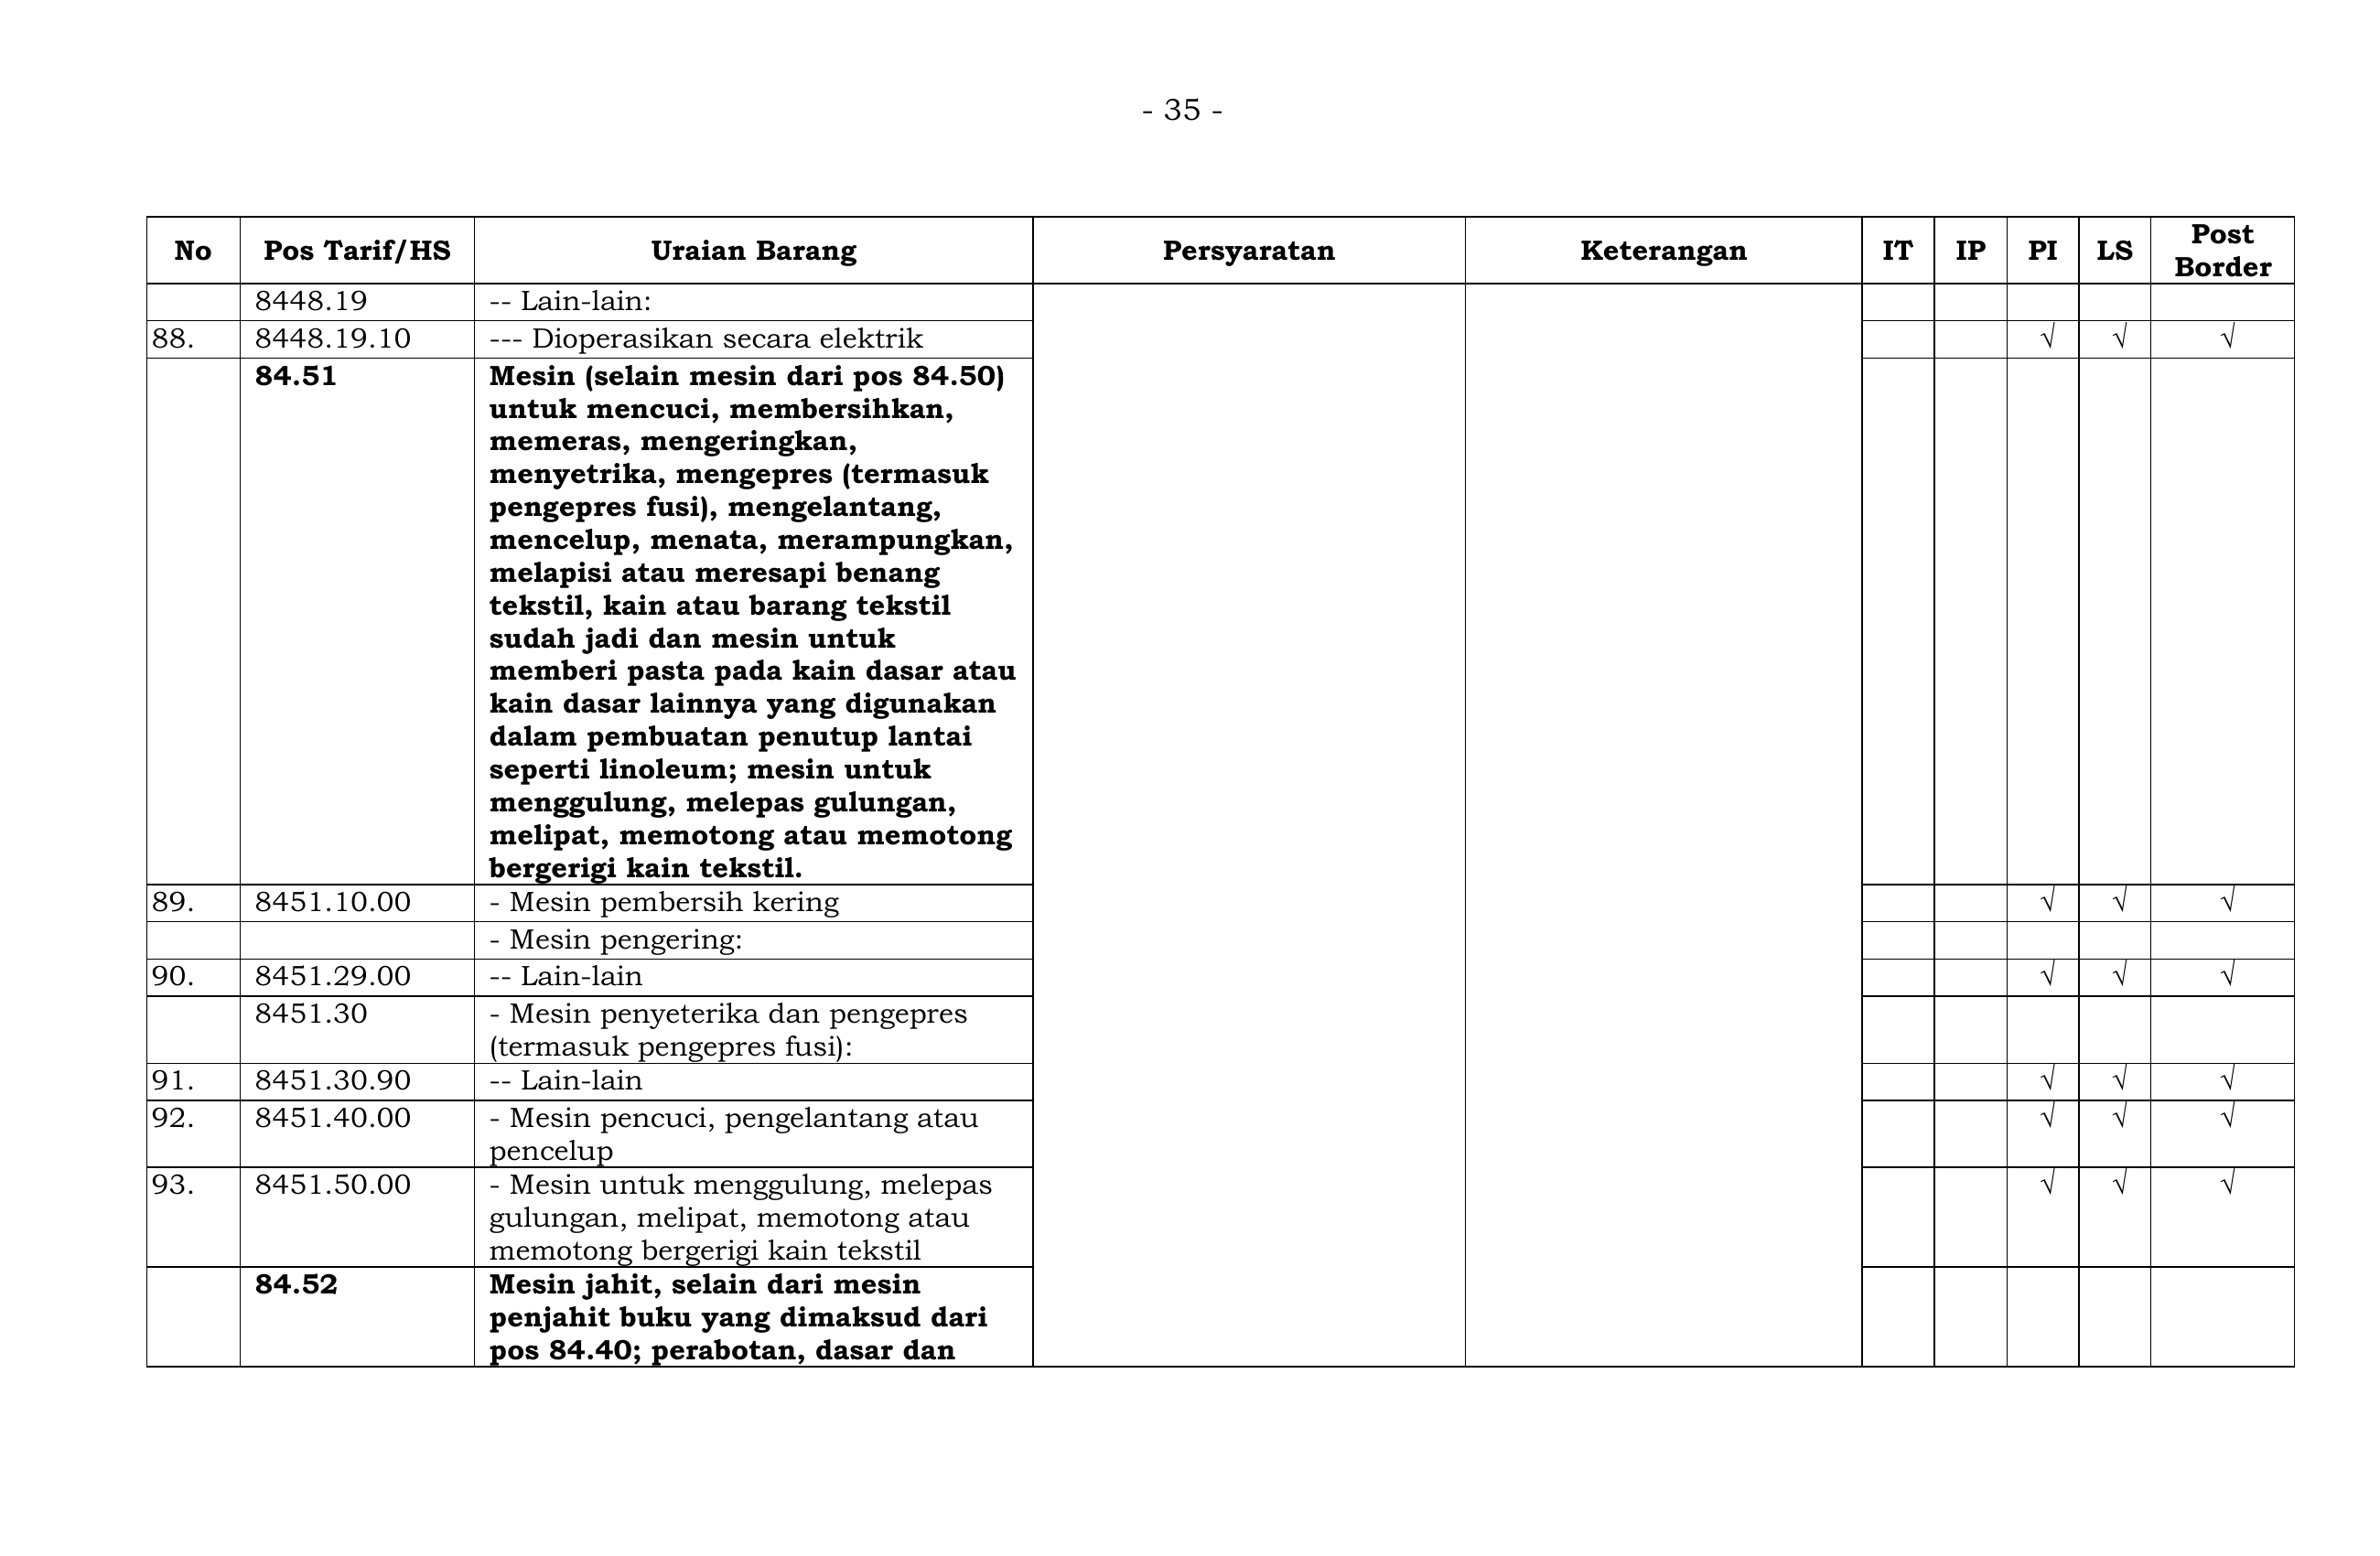 - 35 -
No Pos Tarif/HS Uraian Barang Persyaratan Keterangan IT IP PI LS Post Border
8448.19 -- Lain-lain:
88. 8448.19.10 --- Dioperasikan secara elektrik √ √ √
84.51 Mesin (selain mesin dari pos 84.50)
untuk mencuci, membersihkan,
memeras, mengeringkan,
menyetrika, mengepres (termasuk
pengepres fusi), mengelantang,
mencelup, menata, merampungkan,
melapisi atau meresapi benang
tekstil, kain atau barang tekstil
sudah jadi dan mesin untuk
memberi pasta pada kain dasar atau
kain dasar lainnya yang digunakan
dalam pembuatan penutup lantai
seperti linoleum; mesin untuk
menggulung, melepas gulungan,
melipat, memotong atau memotong
bergerigi kain tekstil.
89. 8451.10.00 - Mesin pembersih kering √ √ √
- Mesin pengering:
90. 8451.29.00 -- Lain-lain √ √ √
8451.30 - Mesin penyeterika dan pengepres
(termasuk pengepres fusi):
91. 8451.30.90 -- Lain-lain √ √ √
92. 8451.40.00 - Mesin pencuci, pengelantang atau √ √ √
pencelup
93. 8451.50.00 - Mesin untuk menggulung, melepas √ √ √
gulungan, melipat, memotong atau
memotong bergerigi kain tekstil
84.52 Mesin jahit, selain dari mesin
penjahit buku yang dimaksud dari
pos 84.40; perabotan, dasar dan